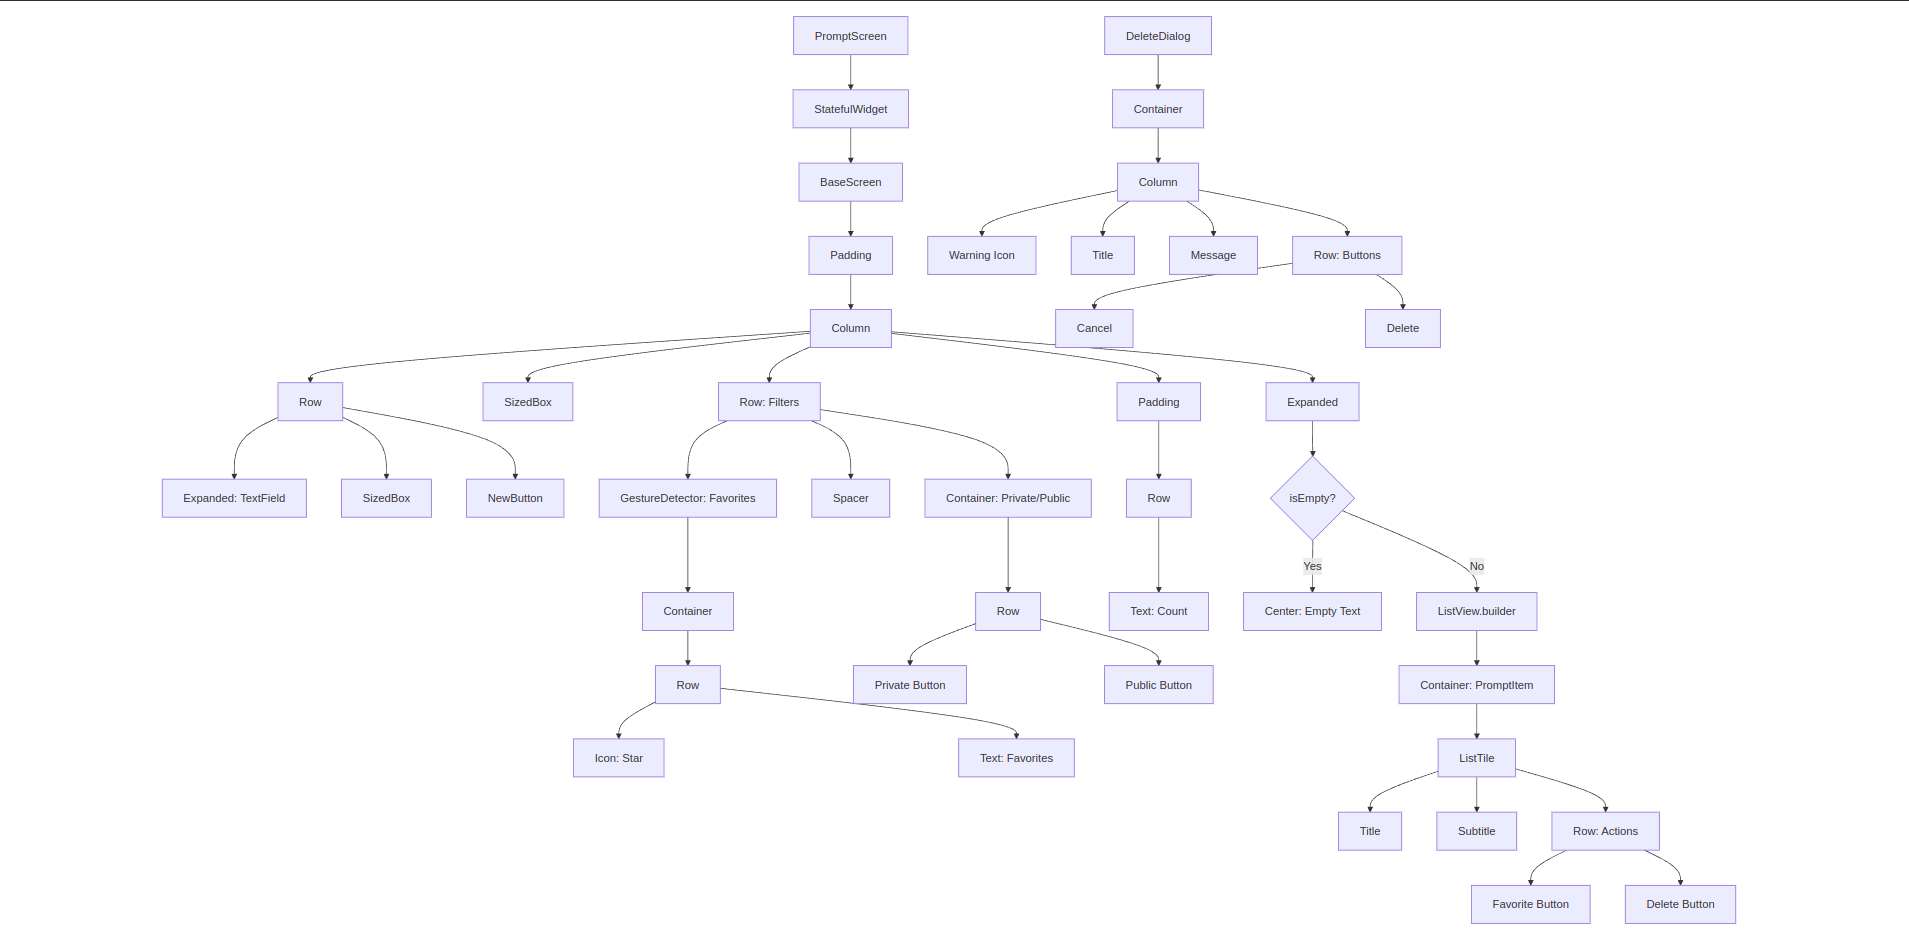 PromptScreen
DeleteDialog
StatefulWidget
Container
BaseScreen
Column
Padding
Warning Icon
Title
Message
Row: Buttons
Column
Cancel
Delete
Row
SizedBox
Row: Filters
Padding
Expanded
Expanded: TextField
SizedBox
NewButton
GestureDetector: Favorites
Spacer
Container: Private/Public
Row
isEmpty?
Yes
No
Container
Row
Text: Count
Center: Empty Text
ListView.builder
Row
Private Button
Public Button
Container: PromptItem
Icon: Star
Text: Favorites
ListTile
Title
Subtitle
Row: Actions
Favorite Button
Delete Button